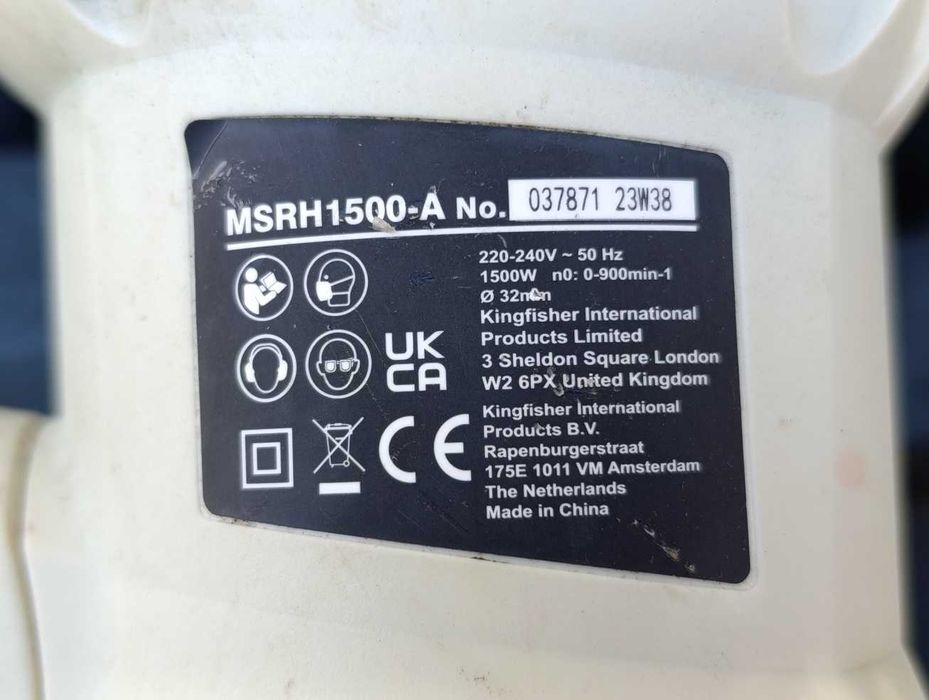 MSRH1500-A No. 037871 23W38
220-240V ~ 50 Hz
1500W n0: 0-900min-1
Ø 32mm
Kingfisher International
Products Limited
3 Sheldon Square London
W2 6PX United Kingdom
UK
CA
Kingfisher International
Products B.V.
Rapenburgerstraat
175E 1011 VM Amsterdam
The Netherlands
Made in China
CE